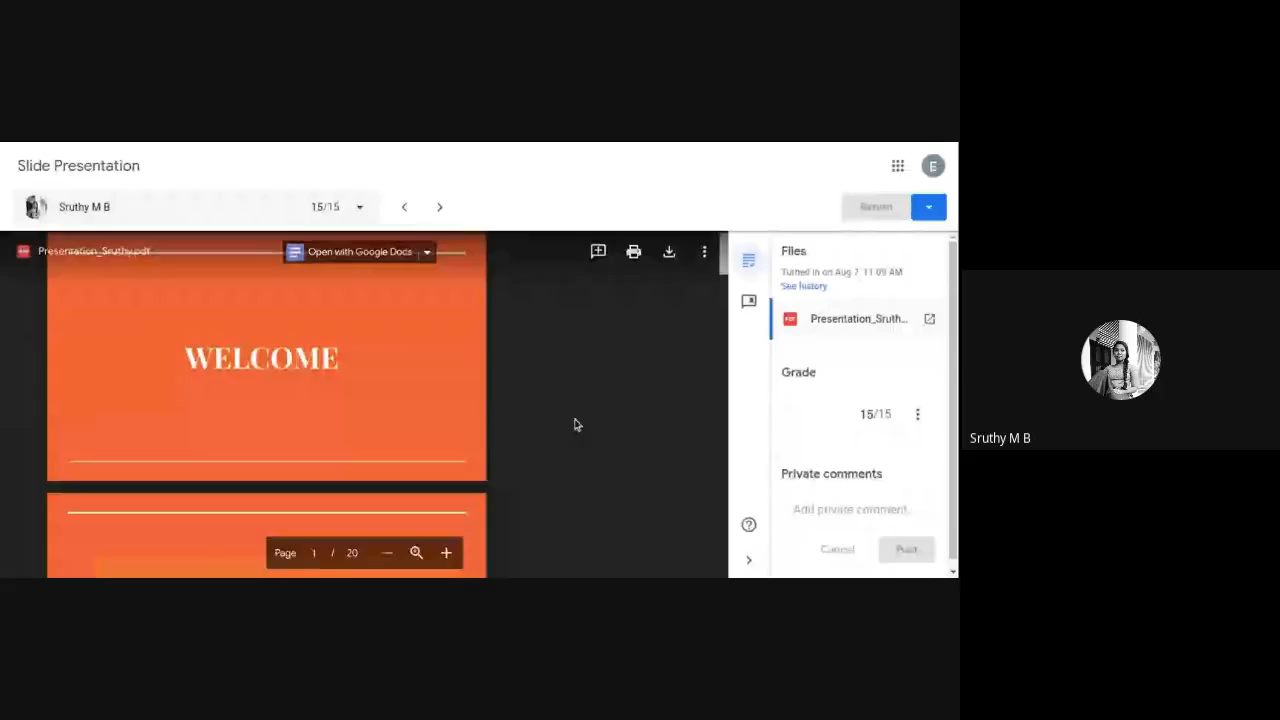 Slide Presentation
E
Sruthy M B
15/15
Return
Presentation_Sruthy.pdf
Open with Google Docs
WELCOME
Page 1 / 20
Files
Turned in on Aug 7, 11:09 AM
See history
PDF
Presentation_Sruth...
Grade
15/15
Private comments
Add private comment...
Cancel
Post
Sruthy M B